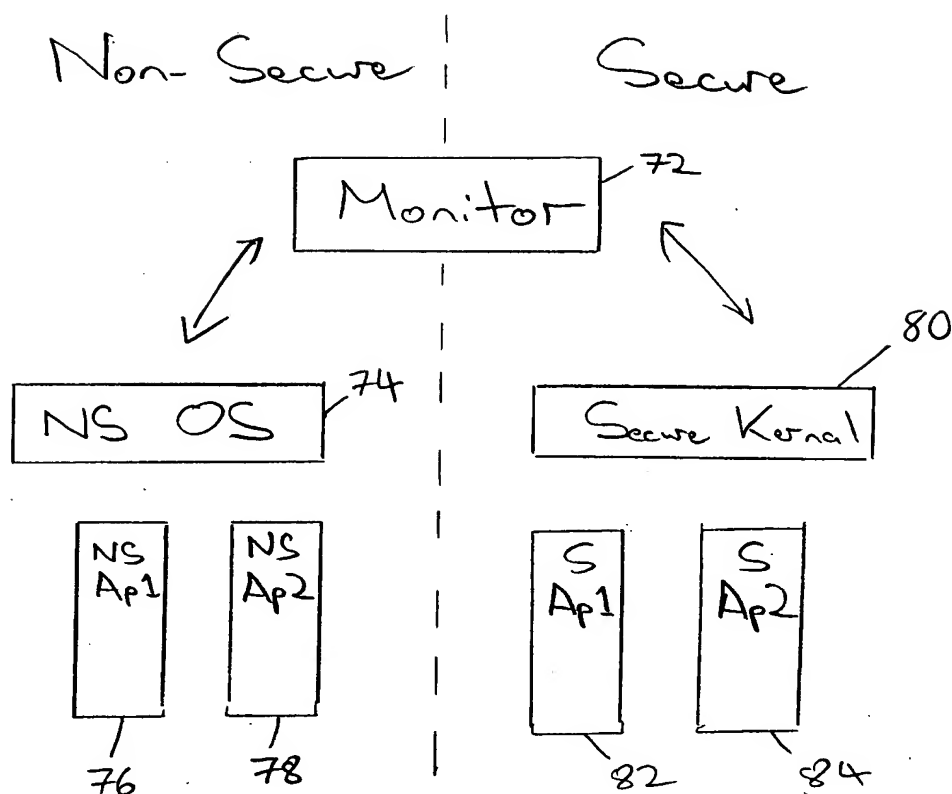 Non-Secure
Secure
Monitor
72
74
80
NS OS
Secure Kernal
NS
Ap1
NS
Ap2
S
Ap1
S
Ap2
76
78
82
84